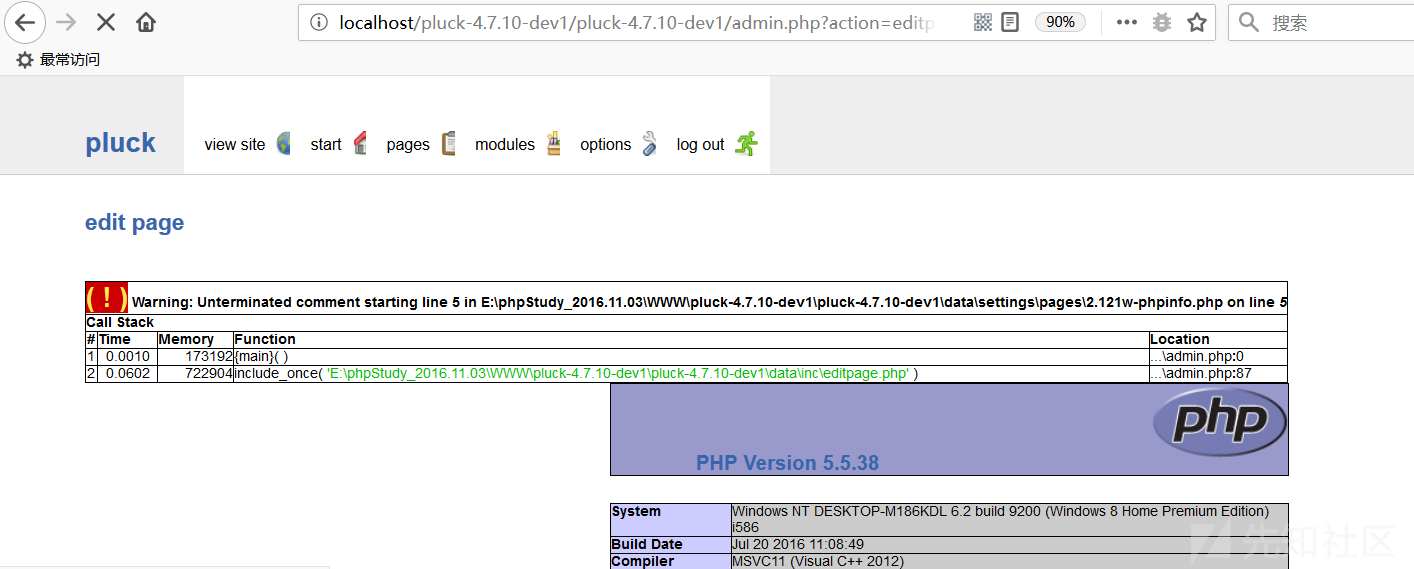 localhost/pluck-4.7.10-dev1/pluck-4.7.10-dev1/admin.php?action=editp
90%
搜索
最常访问
pluck
view site
start
pages
modules
options
log out
edit page
( ! ) Warning: Unterminated comment starting line 5 in E:\phpStudy_2016.11.03\WWW\pluck-4.7.10-dev1\pluck-4.7.10-dev1\data\settings\pages\2.121w-phpinfo.php on line 5
Call Stack
# Time Memory Function Location
1 0.0010 173192 {main}( ) ...\admin.php:0
2 0.0602 722904 include_once( 'E:\phpStudy_2016.11.03\WWW\pluck-4.7.10-dev1\pluck-4.7.10-dev1\data\inc\editpage.php' ) ...\admin.php:87
php
PHP Version 5.5.38
System Windows NT DESKTOP-M186KDL 6.2 build 9200 (Windows 8 Home Premium Edition)
i586
Build Date Jul 20 2016 11:08:49
Compiler MSVC11 (Visual C++ 2012)
先知社区